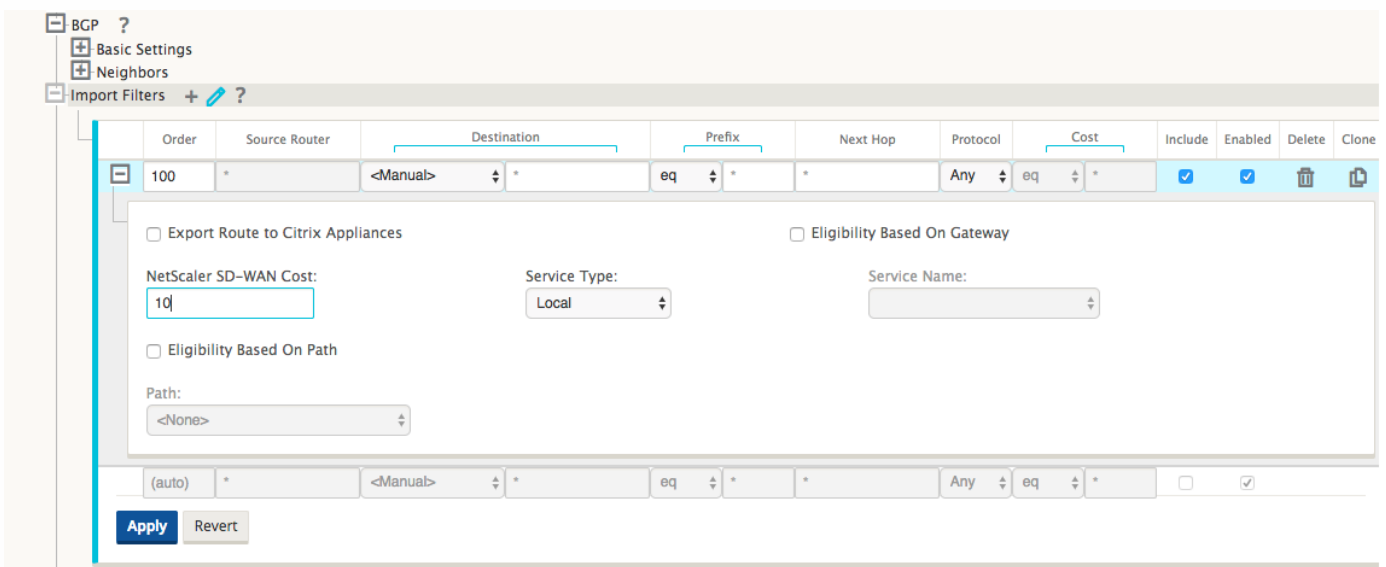 BGP ?
Basic Settings
Neighbors
Import Filters + ?
Order Source Router Destination Prefix Next Hop Protocol Cost Include Enabled Delete Clone
100 * <Manual> * eq * * Any eq *
Export Route to Citrix Appliances Eligibility Based On Gateway
NetScaler SD-WAN Cost: Service Type: Service Name:
10 Local
Eligibility Based On Path
Path:
<None>
(auto) * <Manual> * eq * * Any eq *
Apply Revert